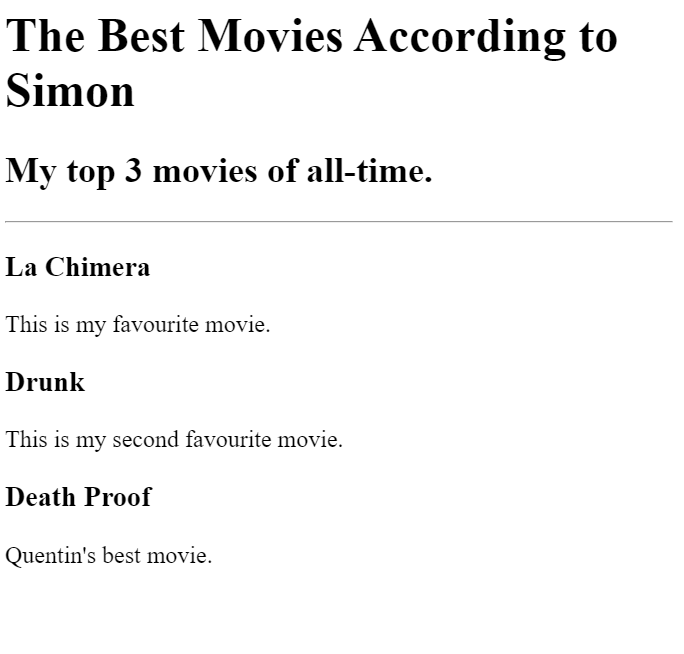 The Best Movies According to
Simon
My top 3 movies of all-time.
La Chimera
This is my favourite movie.
Drunk
This is my second favourite movie.
Death Proof
Quentin's best movie.